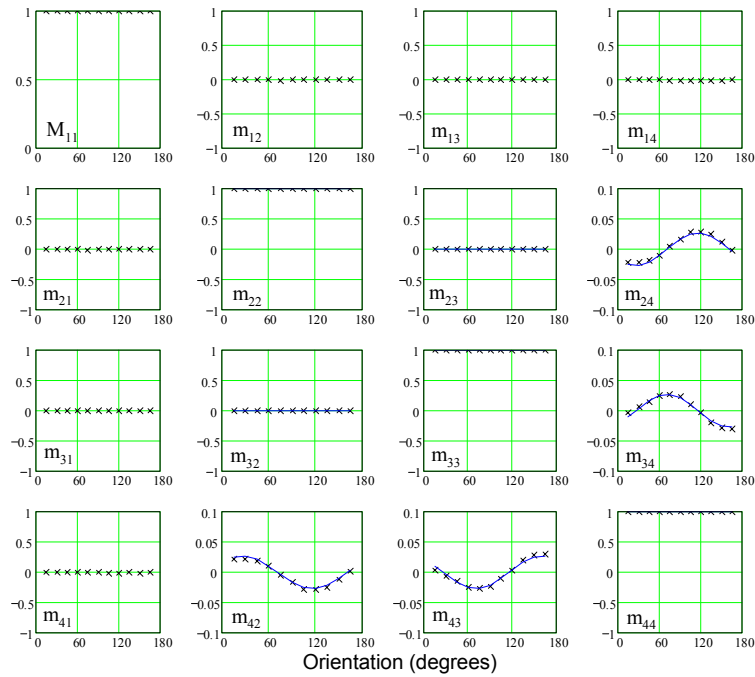 1 1 1 1
0.5 0.5 0.5
0.5 0 0 0
−0.5 −0.5 −0.5
M11 m12 m13 m14
0 −1 −1 −1
0 60 120 180 0 60 120 180 0 60 120 180 0 60 120 180
1 1 1 0.1
0.5 0.5 0.5 0.05
0 0 0 0
−0.5 −0.5 −0.5 −0.05
m21 m22 m23 m24
−1 −1 −1 −0.1
0 60 120 180 0 60 120 180 0 60 120 180 0 60 120 180
1 1 1 0.1
0.5 0.5 0.5 0.05
0 0 0 0
−0.5 −0.5 −0.5 −0.05
m31 m32 m33 m34
−1 −1 −1 −0.1
0 60 120 180 0 60 120 180 0 60 120 180 0 60 120 180
1 0.1 0.1 1
0.5 0.05 0.05 0.5
0 0 0 0
−0.5 −0.05 −0.05 −0.5
m41 m42 m43 m44
−1 −0.1 −0.1 −1
0 60 120 180 0 60 120 180 0 60 120 180 0 60 120 180
Orientation (degrees)